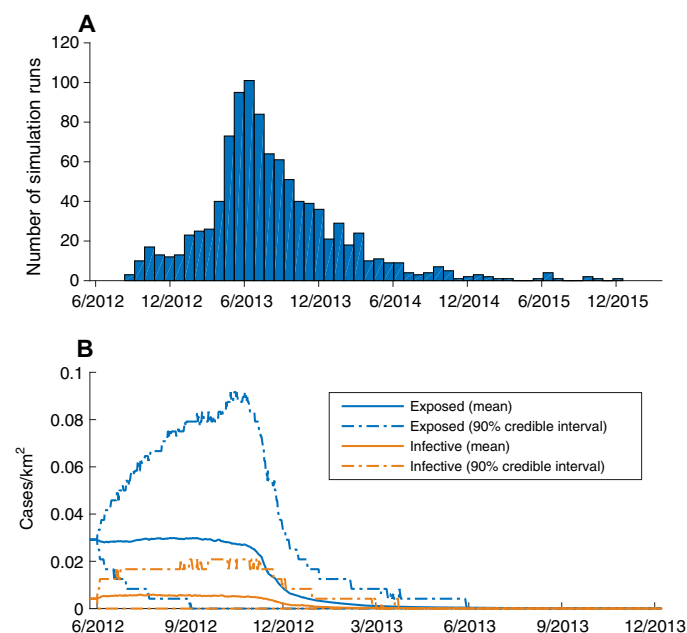 A
Number of simulation runs
120
100
80
60
40
20
0
6/2012 12/2012 6/2013 12/2013 6/2014 12/2014 6/2015 12/2015
B
Cases/km²
0.1
0.08
0.06
0.04
0.02
0
Exposed (mean)
Exposed (90% credible interval)
Infective (mean)
Infective (90% credible interval)
6/2012 9/2012 12/2012 3/2013 6/2013 9/2013 12/2013